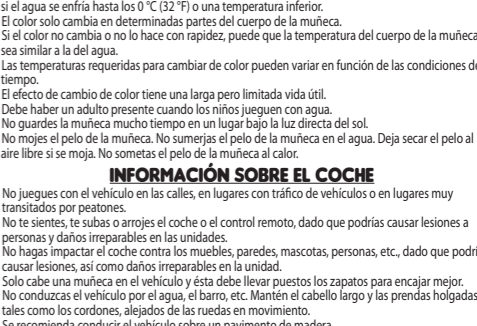 si el agua se enfría hasta los 0 °C (32 °F) o una temperatura inferior.
El color solo cambia en determinadas partes del cuerpo de la muñeca.
Si el color no cambia o no lo hace con rapidez, puede que la temperatura del cuerpo de la muñeca
sea similar a la del agua.
Las temperaturas requeridas para cambiar de color pueden variar en función de las condiciones de
tiempo.
El efecto de cambio de color tiene una larga pero limitada vida útil.
Debe haber un adulto presente cuando los niños jueguen con agua.
No guardes la muñeca mucho tiempo en un lugar bajo la luz directa del sol.
No mojes el pelo de la muñeca. No sumerjas el pelo de la muñeca en el agua. Deja secar el pelo al
aire libre si se moja. No sometas el pelo de la muñeca al calor.
INFORMACIÓN SOBRE EL COCHE
No juegues con el vehículo en las calles, en lugares con tráfico de vehículos o en lugares muy
transitados por peatones.
No te sientes, te subas o arrojes el coche o el control remoto, dado que podrías causar lesiones a
personas y daños irreparables en las unidades.
No hagas impactar el coche contra los muebles, paredes, mascotas, personas, etc., dado que podrí
causar lesiones, así como daños irreparables en la unidad.
Solo cabe una muñeca en el vehículo y ésta debe llevar puestos los zapatos para encajar mejor.
No conduzcas el vehículo por el agua, el barro, etc. Mantén el cabello largo y las prendas holgadas,
tales como los cordones, alejados de las ruedas en movimiento.
Se recomienda conducir el vehículo sobre un pavimento de madera.